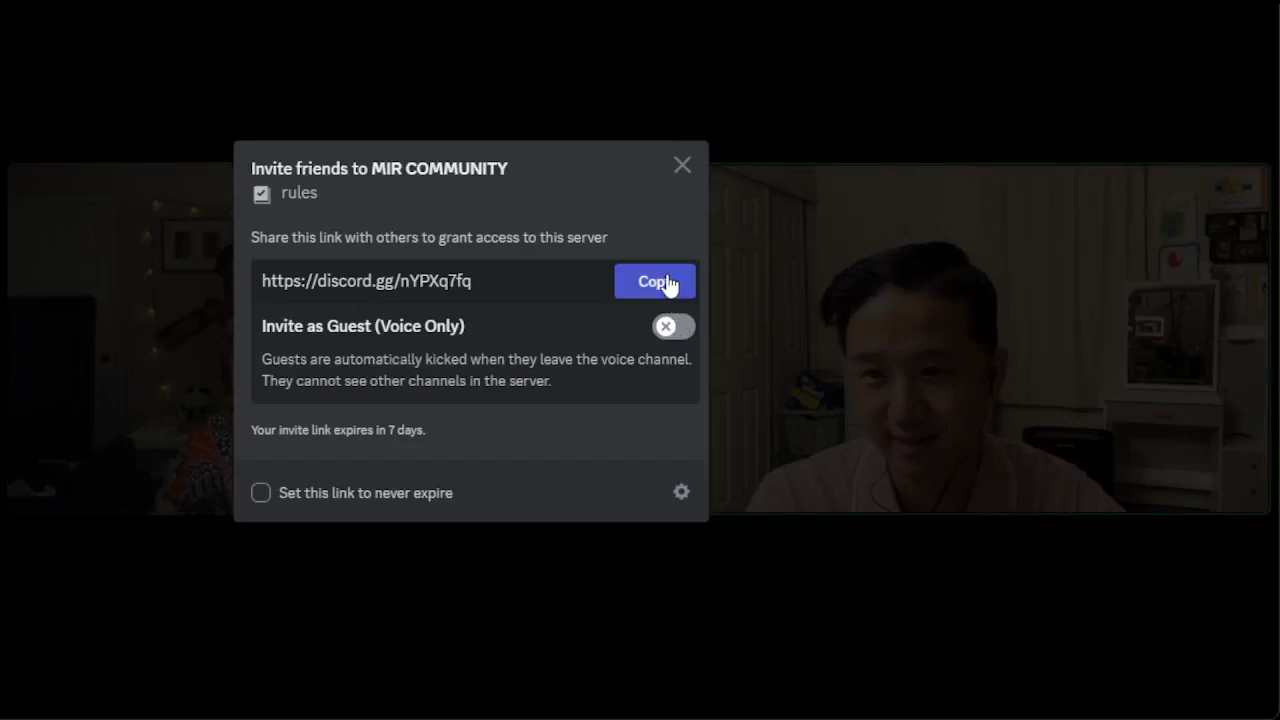 Invite friends to MIR COMMUNITY
rules
Share this link with others to grant access to this server
https://discord.gg/nYPXq7fq
Copy
Invite as Guest (Voice Only)
Guests are automatically kicked when they leave the voice channel.
They cannot see other channels in the server.
Your invite link expires in 7 days.
Set this link to never expire